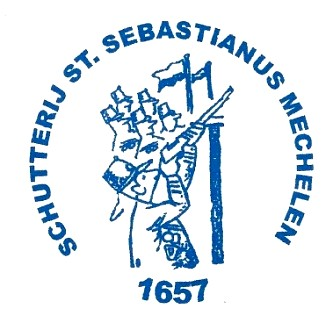 SCHUTTERIJ ST. SEBASTIANUS MECHELEN
1657